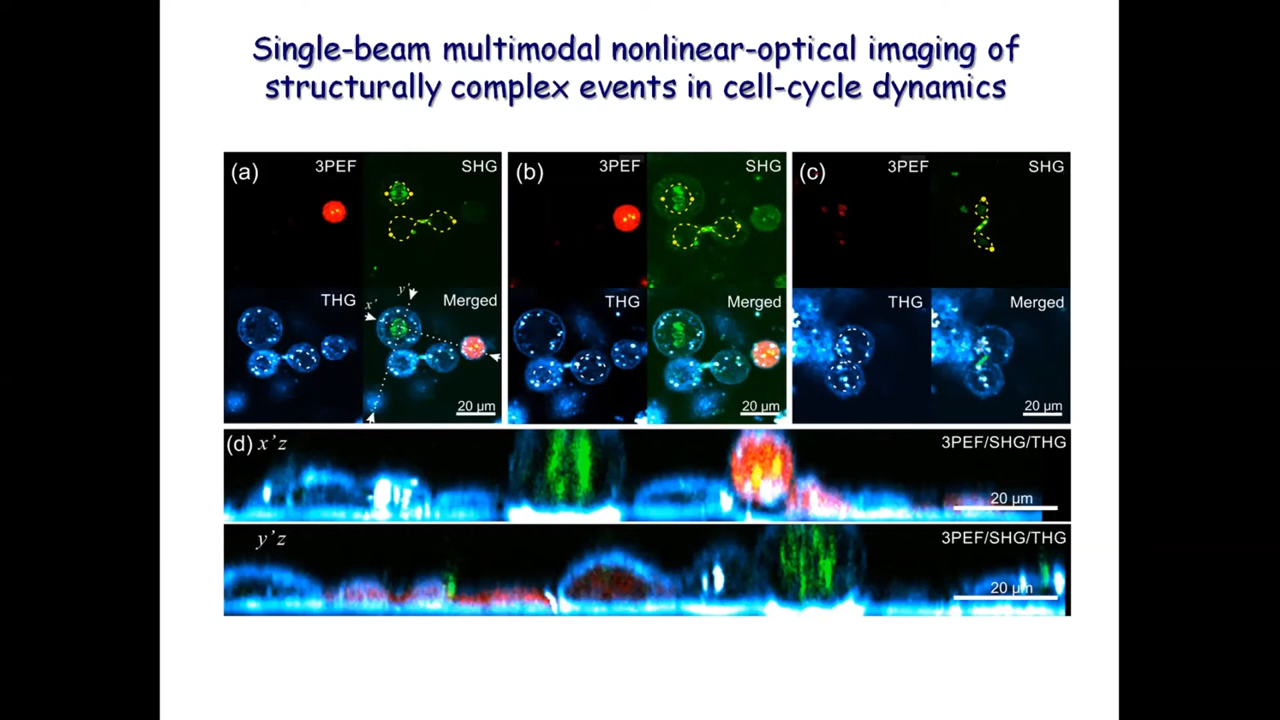 Single-beam multimodal nonlinear-optical imaging of
structurally complex events in cell-cycle dynamics
(a) 3PEF SHG
THG Merged
x' y'
20 µm
(b) 3PEF SHG
THG Merged
20 µm
(c) 3PEF SHG
THG Merged
20 µm
(d) x'z 3PEF/SHG/THG
20 µm
y'z 3PEF/SHG/THG
20 µm